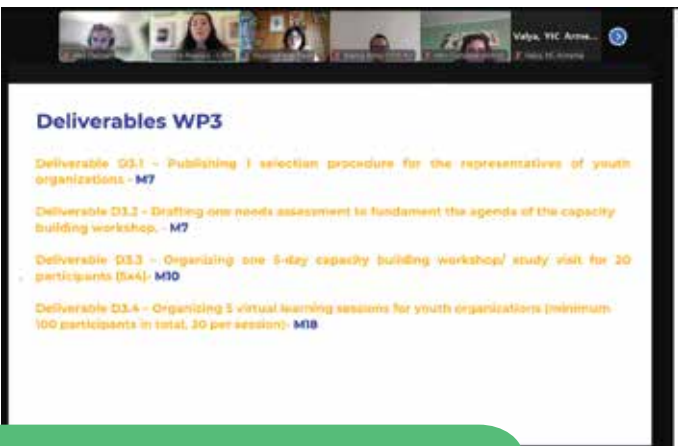 Valya, YIC Arme...
Deliverables WP3
Deliverable D3.1 – Publishing 1 selection procedure for the representatives of youth
organizations - M7
Deliverable D3.2 – Drafting one needs assessment to fundament the agenda of the capacity
building workshop. - M7
Deliverable D3.3 – Organizing one 5-day capacity building workshop/ study visit for 20
participants (5x4)- M10
Deliverable D3.4 – Organizing 5 virtual learning sessions for youth organizations (minimum
100 participants in total, 20 per session)- M18